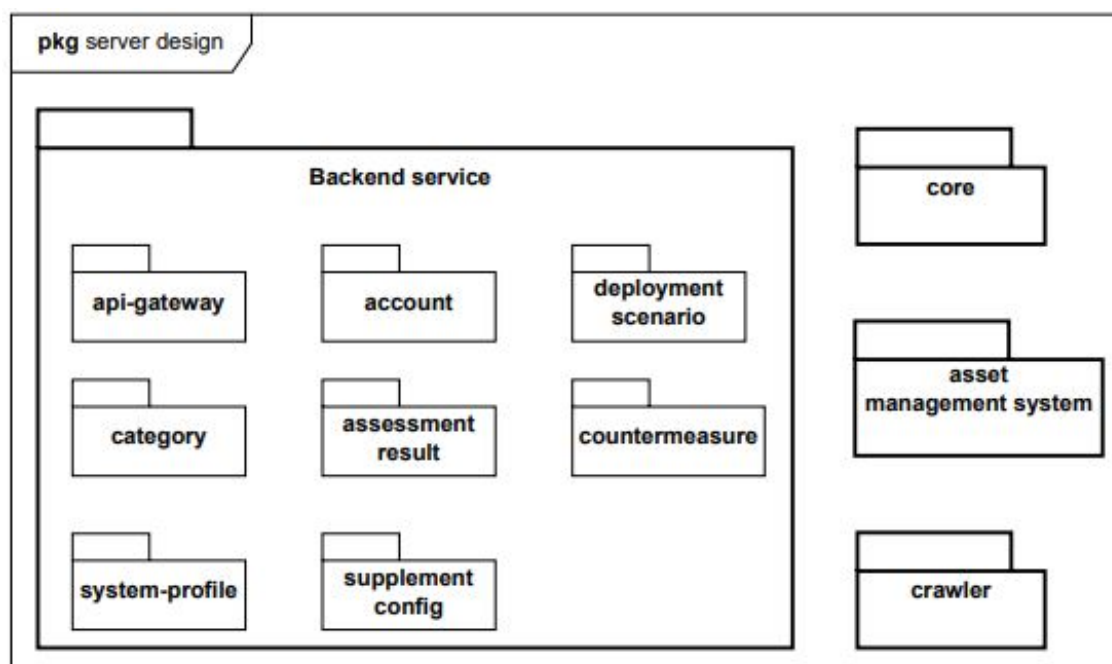 pkg server design
Backend service
core
api-gateway
account
deployment
scenario
asset
management system
category
assessment
result
countermeasure
system-profile
supplement
config
crawler